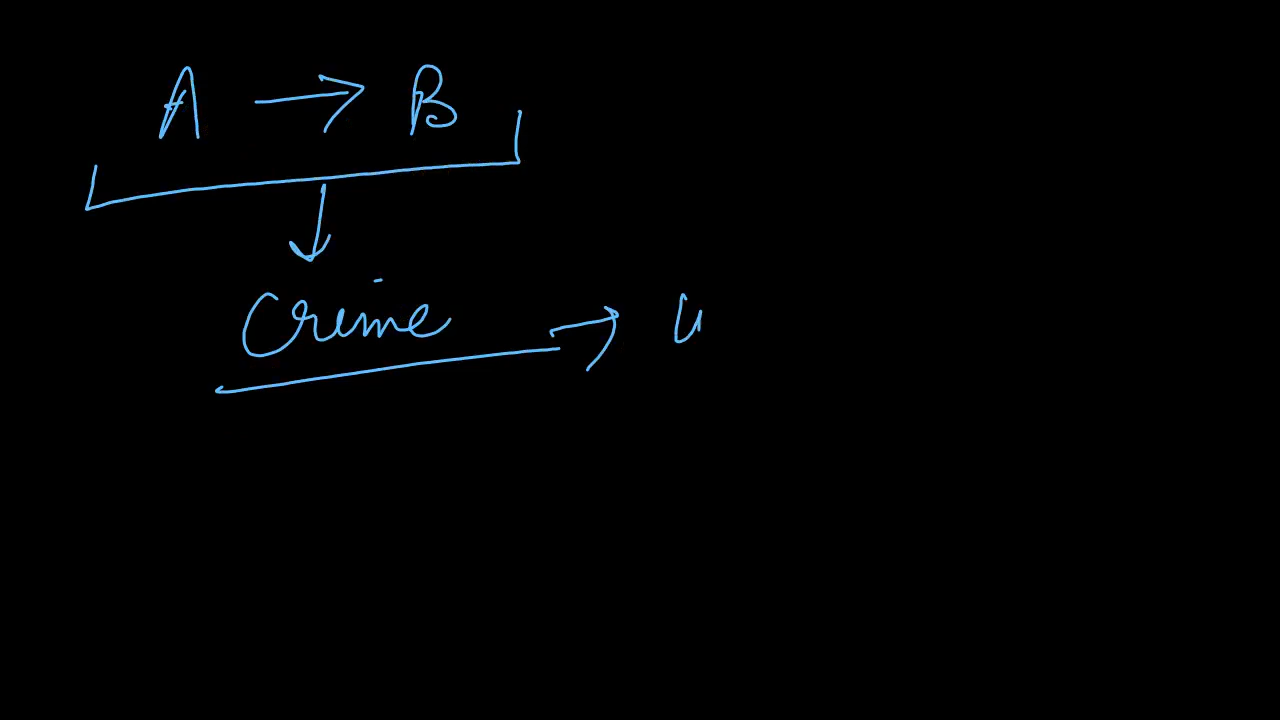 A → B
Crime →